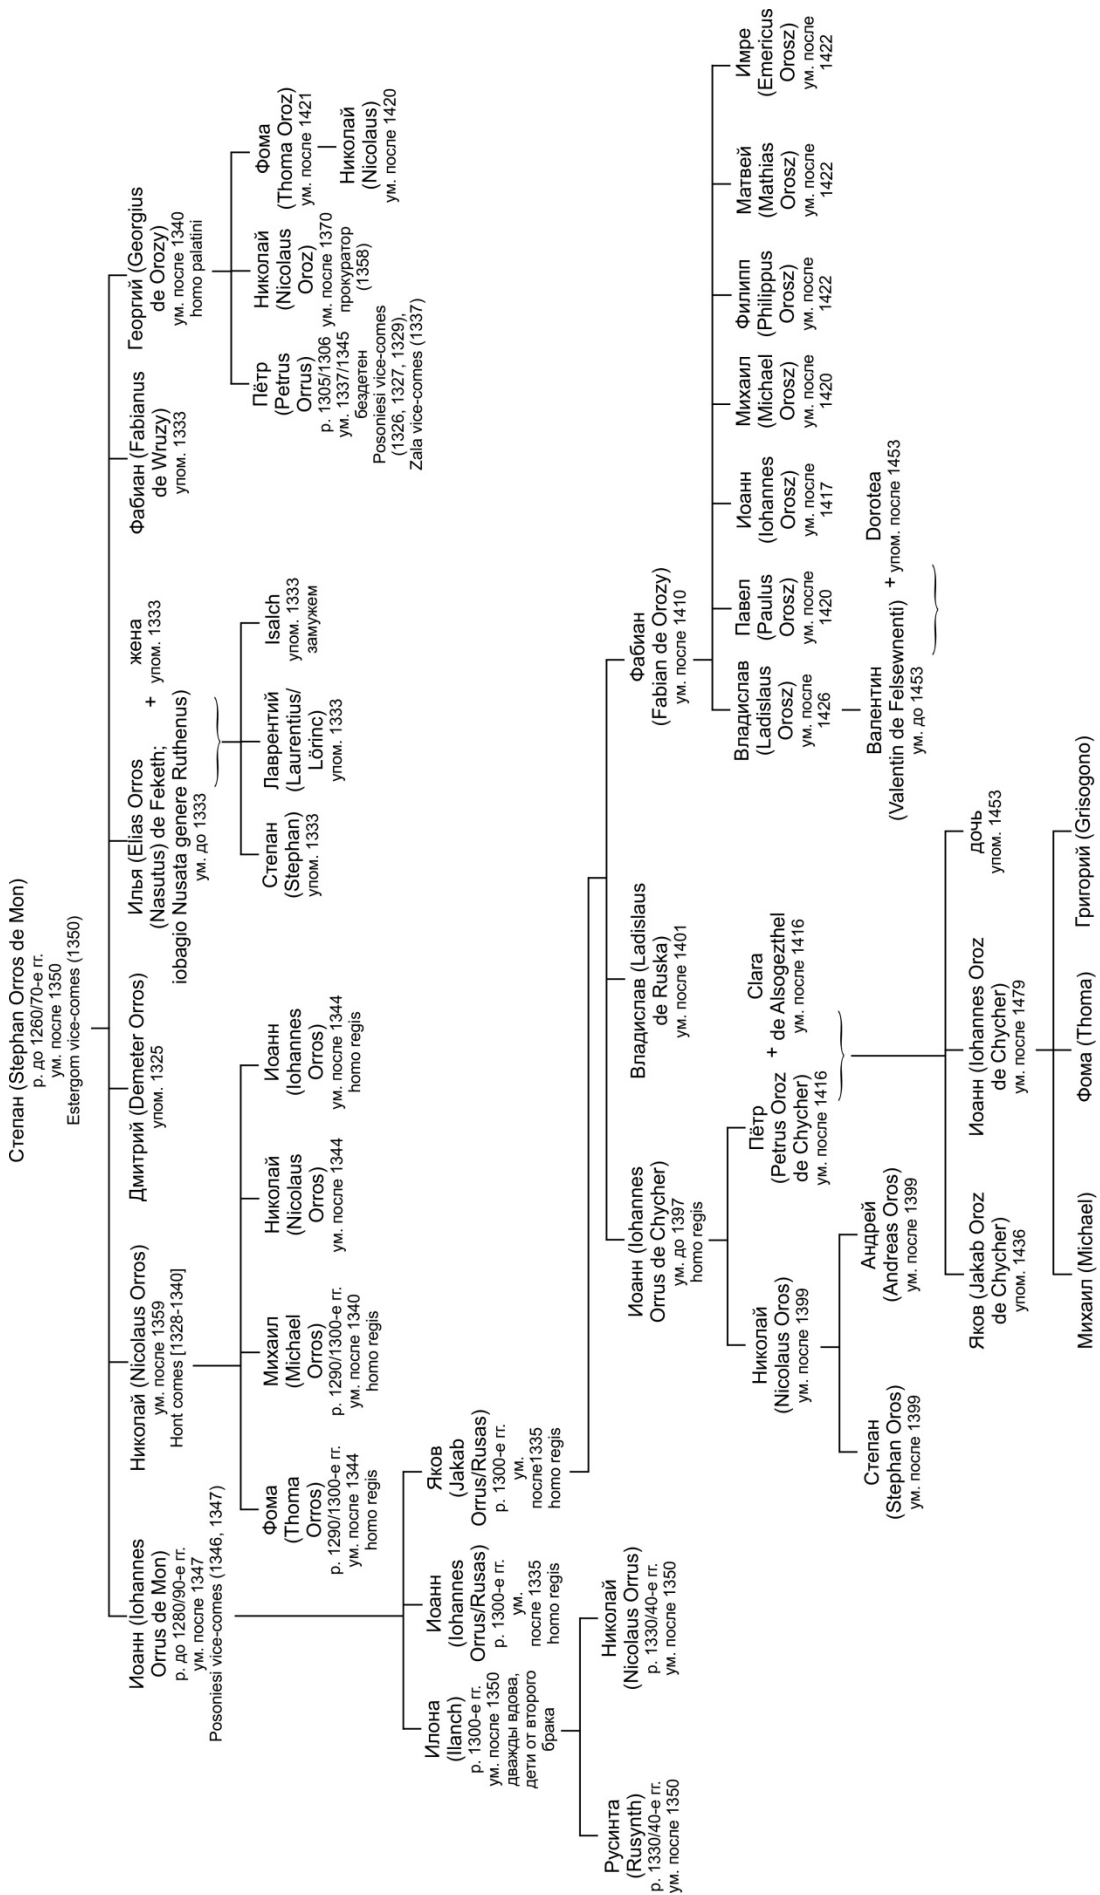 Степан (Stephan Orros de Mon)
р. до 1260/70-е гг.
ум. после 1350
Estergom vice-comes (1350)
Иоанн (Iohannes
Orrus de Mon)
р. до 1280/90-е гг.
ум. после 1347
Posoniesi vice-comes (1346, 1347)
Николай (Nicolaus Orros)
ум. после 1359
Hont comes [1328-1340]
Дмитрий (Demeter Orros)
упом. 1325
Илья (Elias Orros
(Nasutus) de Feketh;
iobagio Nusata genere Ruthenus)
ум. до 1333
+
жена
упом. 1333
Фабиан (Fabianus
de Wruzy)
упом. 1333
Георгий (Georgius
de Orozy)
ум. после 1340
homo palatini
Фома
(Thoma
Orros)
р. 1290/1300-е гг.
ум. после 1344
homo regis
Михаил
(Michael
Orros)
р. 1290/1300-е гг.
ум. после 1340
homo regis
Николай
(Nicolaus
Orros)
ум. после 1344
Иоанн
(Iohannes
Orros)
ум. после 1344
homo regis
Степан
(Stephan)
упом. 1333
Лаврентий
(Laurentius/
Lörinc)
упом. 1333
Isalch
упом. 1333
замужем
Пётр
(Petrus
Orrus)
р. 1305/1306
ум. 1337/1345
бездетен
Posoniesi vice-comes
(1326, 1327, 1329),
Zala vice-comes (1337)
Николай
(Nicolaus
Oroz)
ум. после 1370
прокуратор
(1358)
Фома
(Thoma Oroz)
ум. после 1421
Николай
(Nicolaus)
ум. после 1420
Илона
(Ilanch)
р. 1300-е гг.
ум. после 1350
дважды вдова,
дети от второго
брака
Иоанн
(Iohannes
Orrus/Rusas)
р. 1300-е гг.
ум.
после 1335
homo regis
Яков
(Jakab
Orrus/Rusas)
р. 1300-е гг.
ум.
после1335
homo regis
Русинта
(Rusynth)
р. 1330/40-е гг.
ум. после 1350
Николай
(Nicolaus Orrus)
р. 1330/40-е гг.
ум. после 1350
Иоанн (Iohannes
Orrus de Chycher)
ум. до 1397
homo regis
Владислав (Ladislaus
de Ruska)
ум. после 1401
Фабиан
(Fabian de Orozy)
ум. после 1410
Николай
(Nicolaus Oros)
ум. после 1399
Пётр
(Petrus Oroz
de Chycher)
ум. после 1416
+
Clara
de Alsogezthel
ум. после 1416
Владислав
(Ladislaus
Orosz)
ум. после
1426
Павел
(Paulus
Orosz)
ум. после
1420
Иоанн
(Iohannes
Orosz)
ум. после
1417
Михаил
(Michael
Orosz)
ум. после
1420
Филипп
(Philippus
Orosz)
ум. после
1422
Матвей
(Mathias
Orosz)
ум. после
1422
Имре
(Emericus
Orosz)
ум. после
1422
Степан
(Stephan Oros)
ум. после 1399
Андрей
(Andreas Oros)
ум. после 1399
Валентин
(Valentin de Felsewnenti)
ум. до 1453
+
Dorotea
упом. после 1453
Яков (Jakab Oroz
de Chycher)
упом. 1436
Иоанн (Iohannes Oroz
de Chycher)
ум. после 1479
дочь
упом. 1453
Михаил (Michael)
Фома (Thoma)
Григорий (Grisogono)